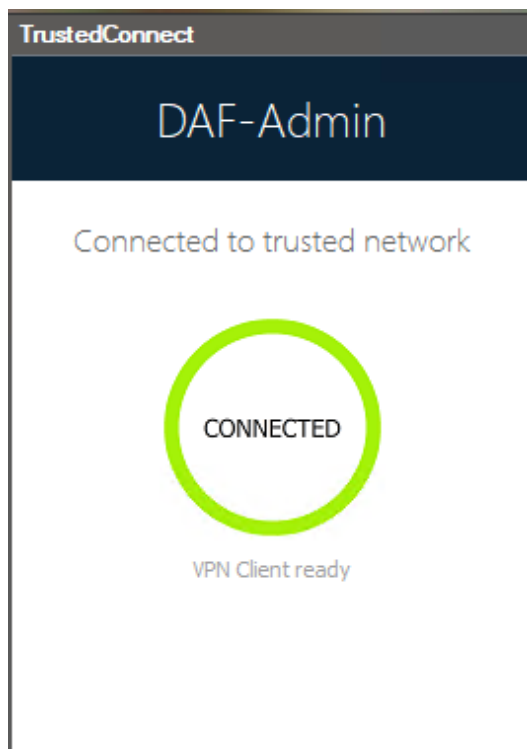 TrustedConnect
DAF-Admin
Connected to trusted network
CONNECTED
VPN Client ready